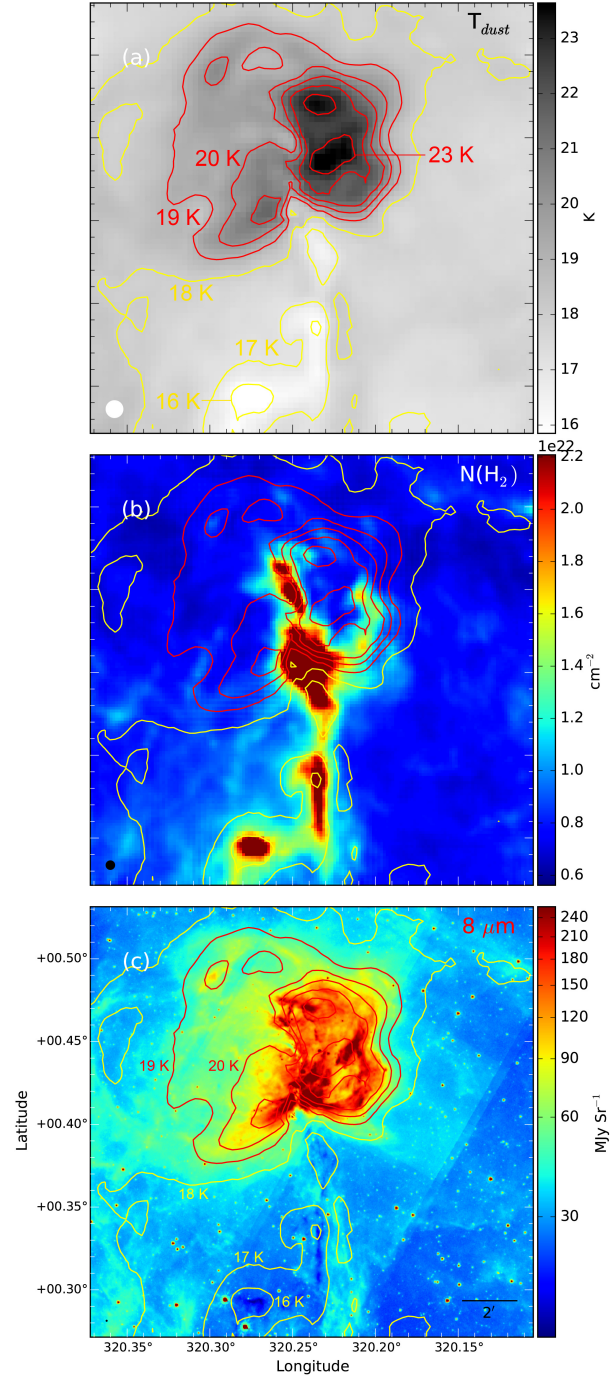 T_dust
(a)
23 K
20 K
19 K
18 K
17 K
16 K
23
22
21
20
19
18
17
16
K
1e22
N(H₂)
(b)
2.2
2.0
1.8
1.6
1.4
1.2
1.0
0.8
0.6
cm⁻²
8 μm
(c)
19 K
20 K
18 K
17 K
16 K
2′
240
210
180
150
120
90
60
30
MJy Sr⁻¹
+00.50°
+00.45°
+00.40°
+00.35°
+00.30°
Latitude
320.35°
320.30°
320.25°
320.20°
320.15°
Longitude